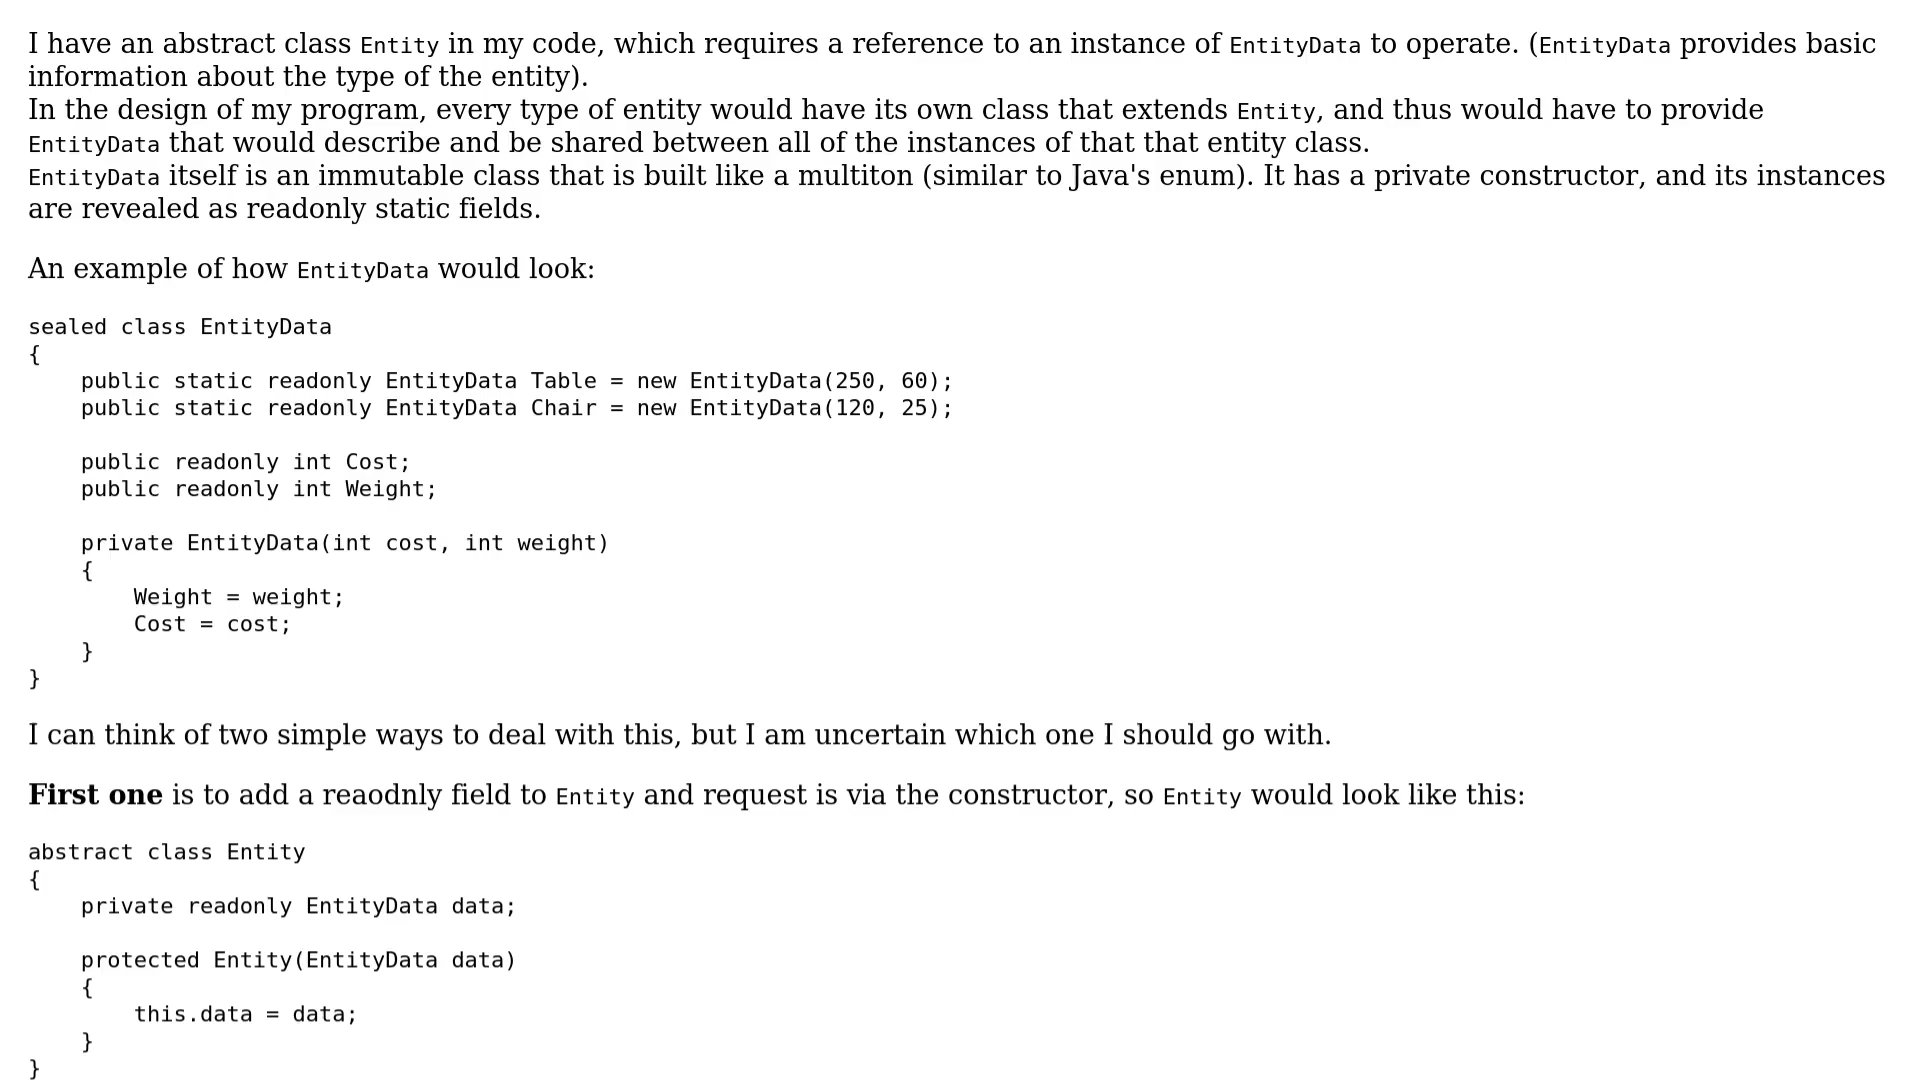 I have an abstract class Entity in my code, which requires a reference to an instance of EntityData to operate. (EntityData provides basic
information about the type of the entity).
In the design of my program, every type of entity would have its own class that extends Entity, and thus would have to provide
EntityData that would describe and be shared between all of the instances of that that entity class.
EntityData itself is an immutable class that is built like a multiton (similar to Java's enum). It has a private constructor, and its instances
are revealed as readonly static fields.
An example of how EntityData would look:
sealed class EntityData
{
    public static readonly EntityData Table = new EntityData(250, 60);
    public static readonly EntityData Chair = new EntityData(120, 25);
    public readonly int Cost;
    public readonly int Weight;
    private EntityData(int cost, int weight)
    {
        Weight = weight;
        Cost = cost;
    }
}
I can think of two simple ways to deal with this, but I am uncertain which one I should go with.
First one is to add a reaodnly field to Entity and request is via the constructor, so Entity would look like this:
abstract class Entity
{
    private readonly EntityData data;
    protected Entity(EntityData data)
    {
        this.data = data;
    }
}